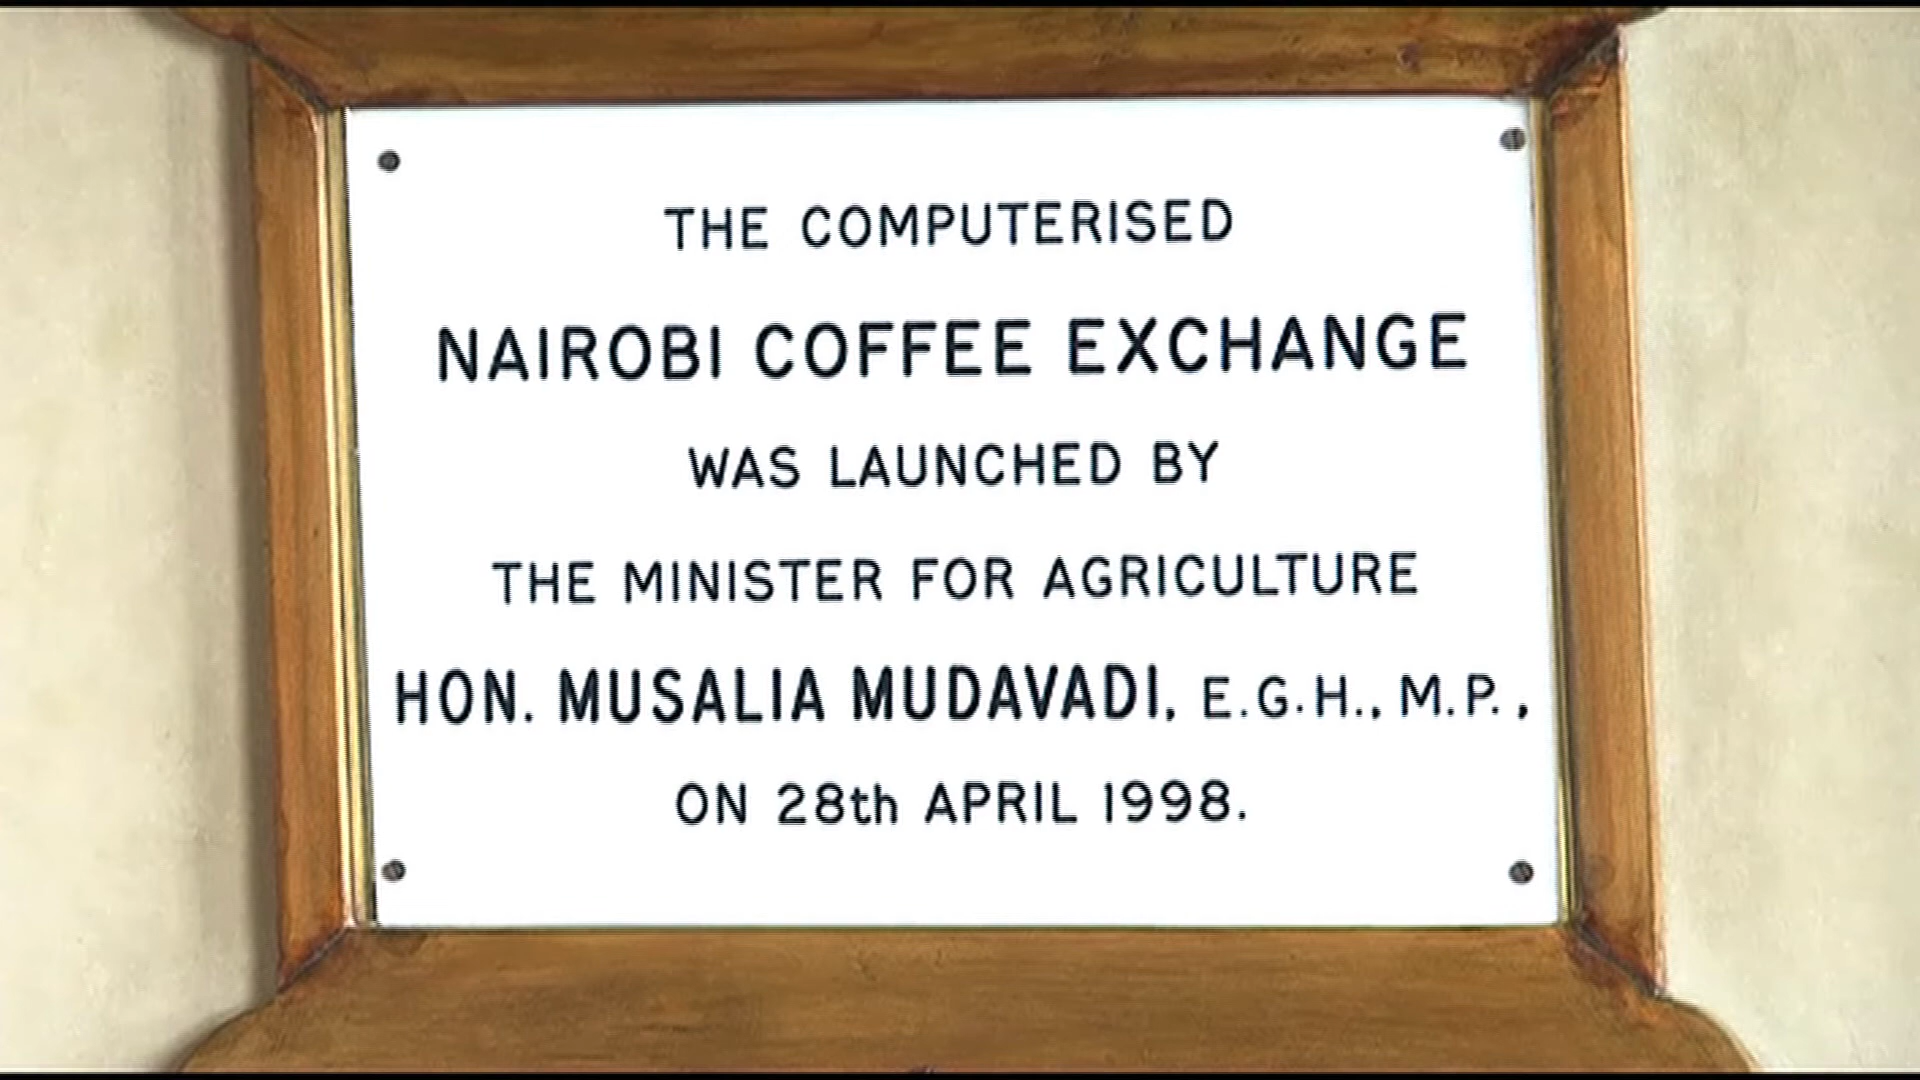 THE COMPUTERISED
NAIROBI COFFEE EXCHANGE
WAS LAUNCHED BY
THE MINISTER FOR AGRICULTURE
HON. MUSALIA MUDAVADI, E.G.H., M.P.,
ON 28th APRIL 1998.